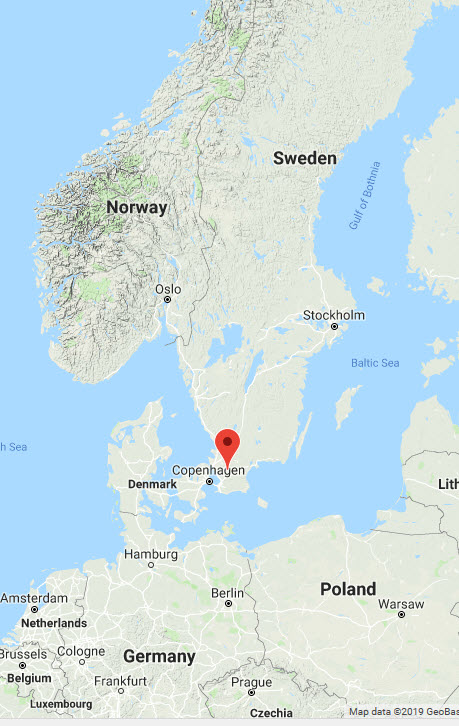 Sweden
Gulf of Bothnia
Norway
Oslo
Stockholm
Baltic Sea
h Sea
Copenhagen
Denmark
Lith
Hamburg
Berlin
Poland
Amsterdam
Warsaw
Netherlands
Brussels
Cologne
Germany
Belgium
Frankfurt
Prague
Luxembourg
Czechia
Map data ©2019 GeoBas